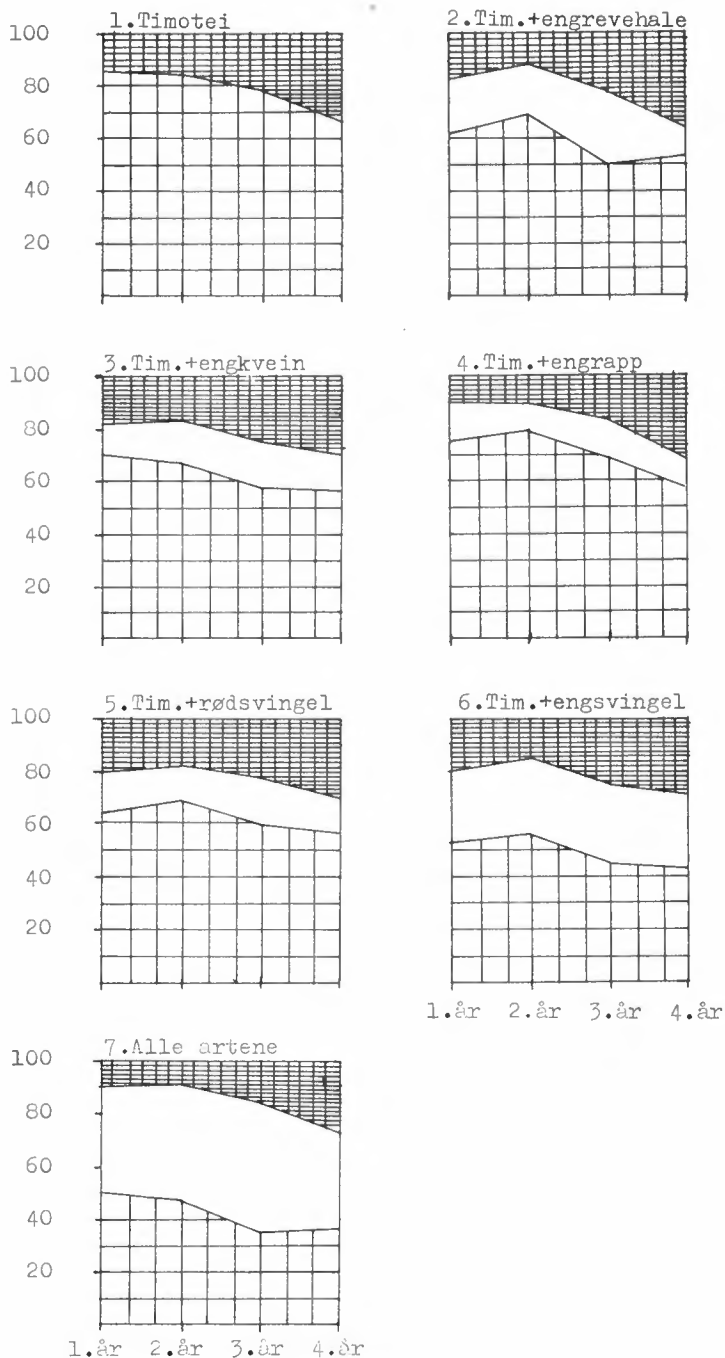 1.Timotei
2.Tim.+engrevehale
100
80
60
40
20
3.Tim.+engkvein
4.Tim.+engrapp
100
80
60
40
20
5.Tim.+rødsvingel
6.Tim.+engsvingel
100
80
60
40
20
1.år 2.år 3.år 4.år
7.Alle artene
100
80
60
40
20
1.år 2.år 3.år 4.år